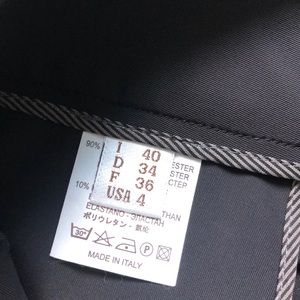 90%
I 40
D 34
F 36
USA 4
ESTER
ESTER
СТЕР
10%
THAN
ELASTANO - ЭЛАСТАН
ポリウレタン - 氨纶
30°
P
MADE IN ITALY